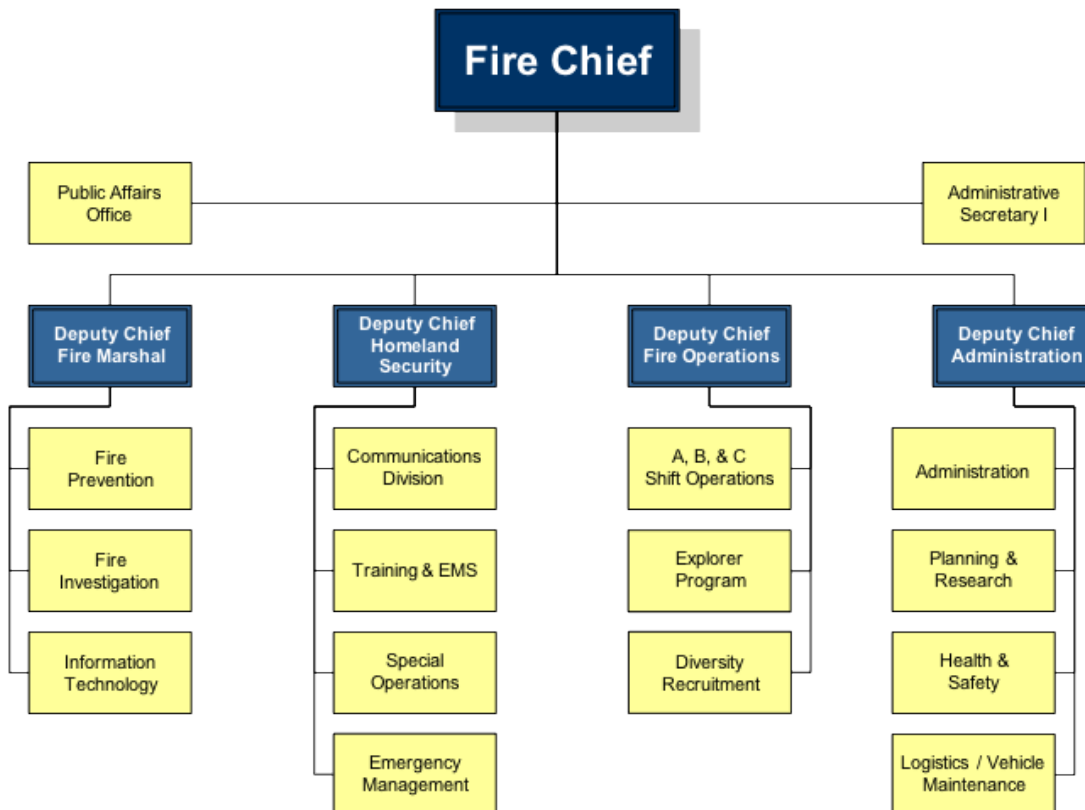 Fire Chief
Public Affairs
Office
Administrative
Secretary I
Deputy Chief
Fire Marshal
Deputy Chief
Homeland
Security
Deputy Chief
Fire Operations
Deputy Chief
Administration
Fire
Prevention
Communications
Division
A, B, & C
Shift Operations
Administration
Fire
Investigation
Training & EMS
Explorer
Program
Planning &
Research
Information
Technology
Special
Operations
Diversity
Recruitment
Health &
Safety
Emergency
Management
Logistics / Vehicle
Maintenance